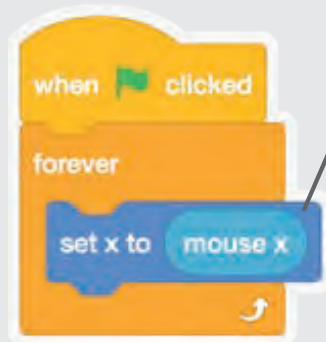 when clicked
forever
set x to mouse x